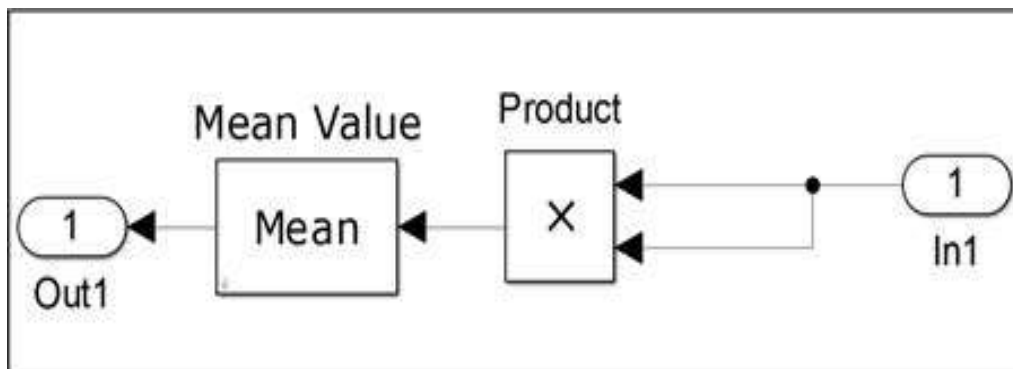 Product
Mean Value
1
Mean
×
1
Out1
In1